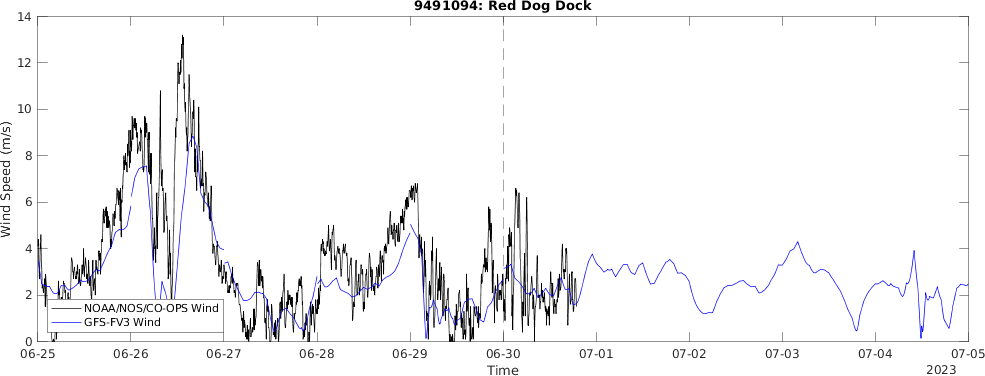 9491094: Red Dog Dock
14
12
10
8
6
4
2
0
Wind Speed (m/s)
NOAA/NOS/CO-OPS Wind
GFS-FV3 Wind
06-25 06-26 06-27 06-28 06-29 06-30 07-01 07-02 07-03 07-04 07-05
Time
2023